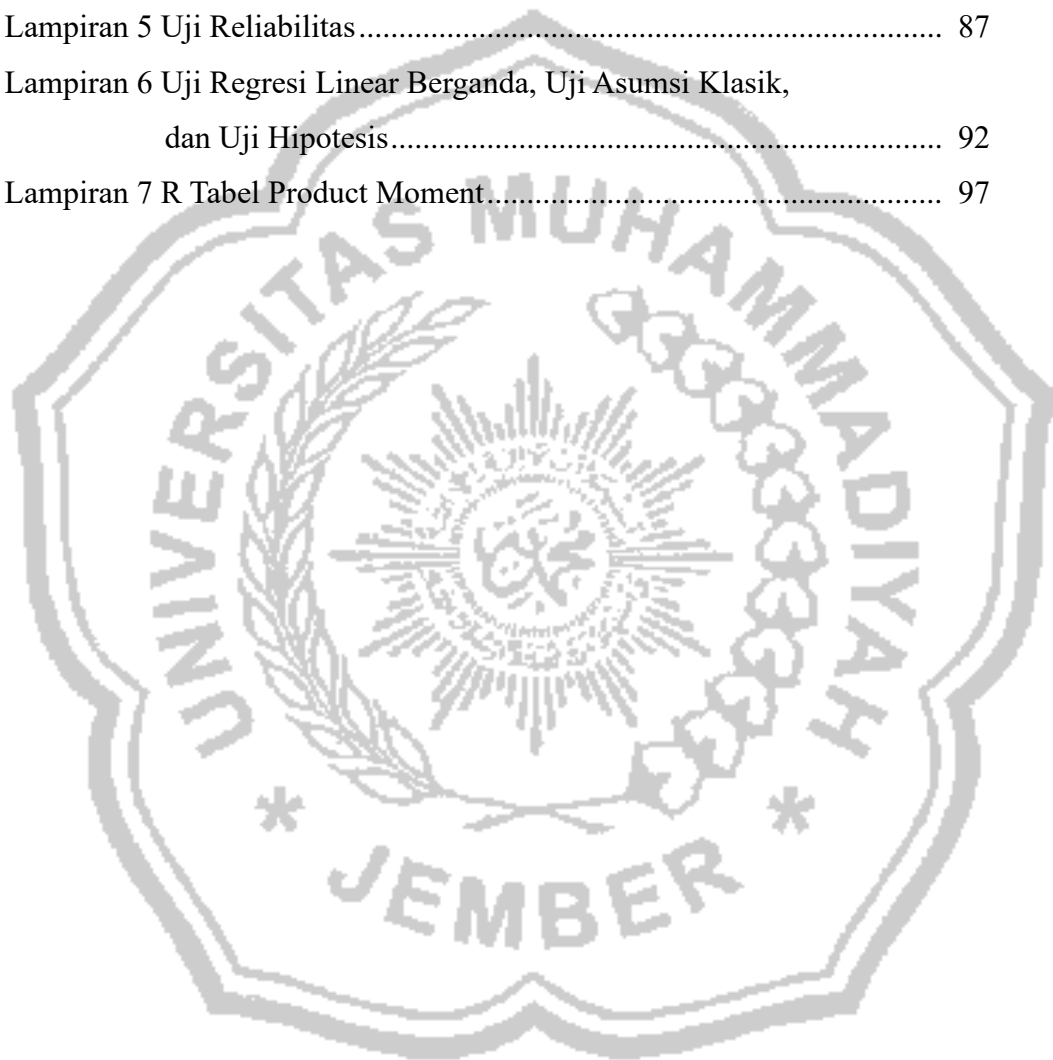 Lampiran 5 Uji Reliabilitas........................................................................ 87
Lampiran 6 Uji Regresi Linear Berganda, Uji Asumsi Klasik,
dan Uji Hipotesis.................................................................... 92
Lampiran 7 R Tabel Product Moment........................................................ 97
UNIVERSITAS MUHAMMADIYAH
* JEMBER *